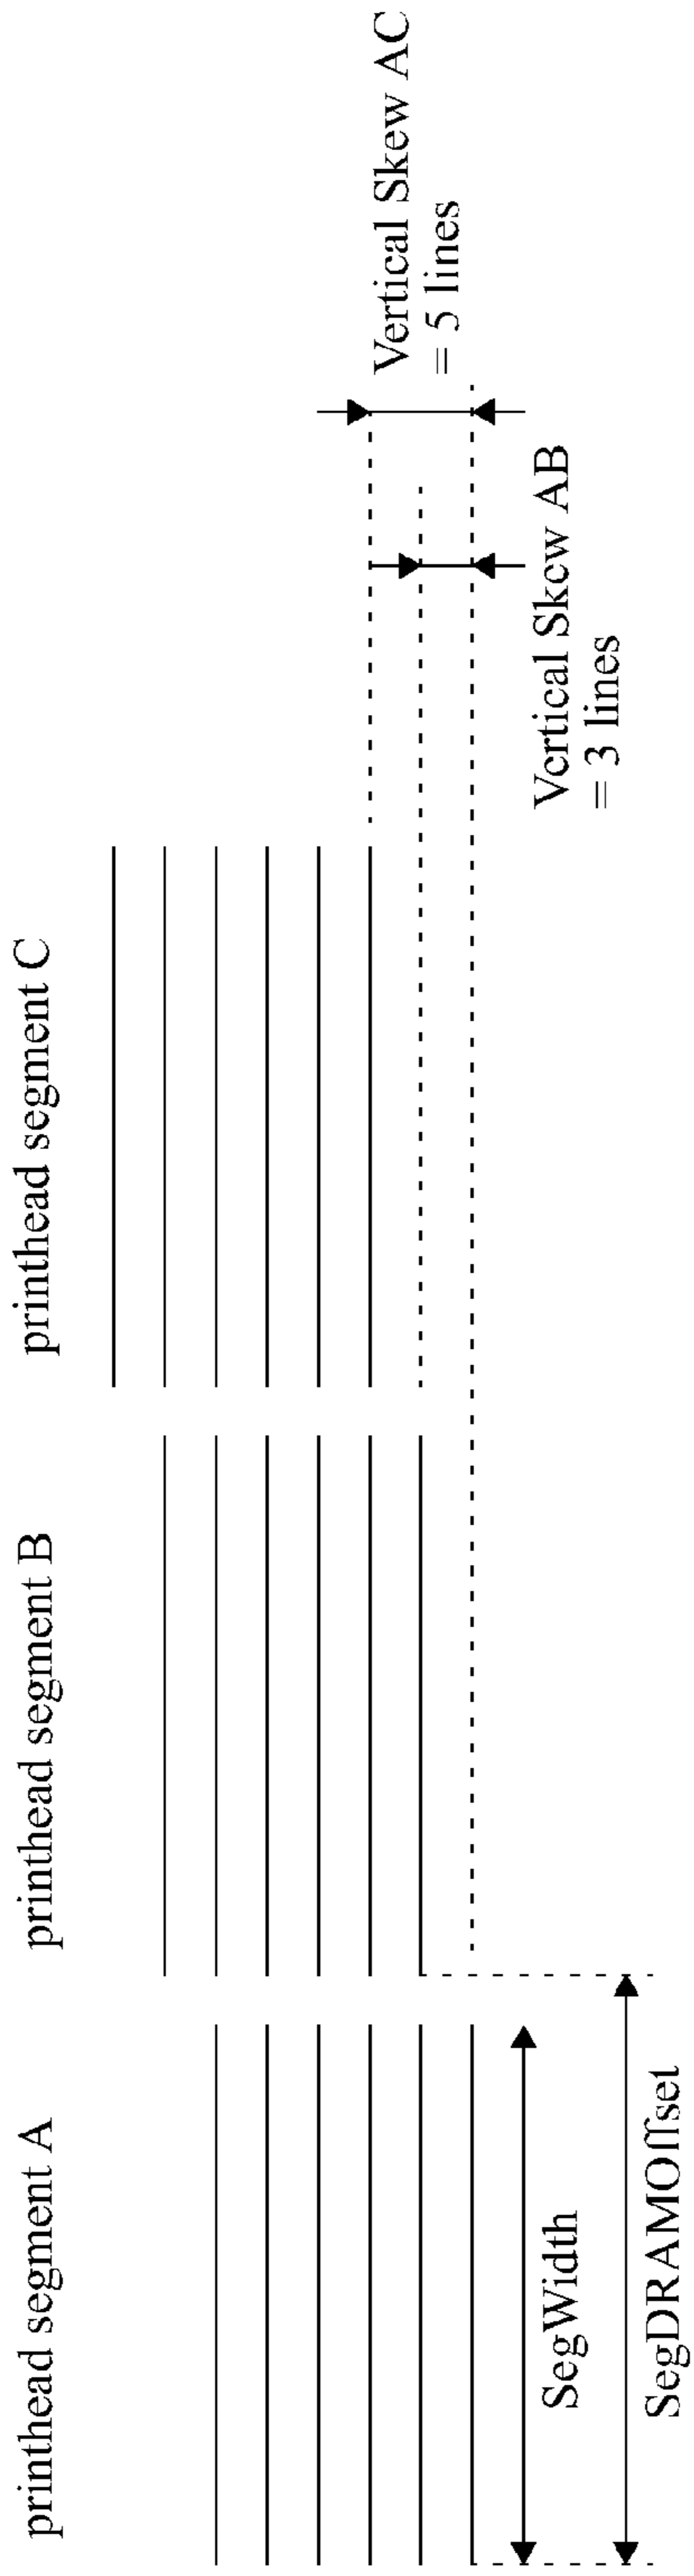 printhead segment A
printhead segment B
printhead segment C
Vertical Skew AC
= 5 lines
Vertical Skew AB
= 3 lines
SegWidth
SegDRAMOffset